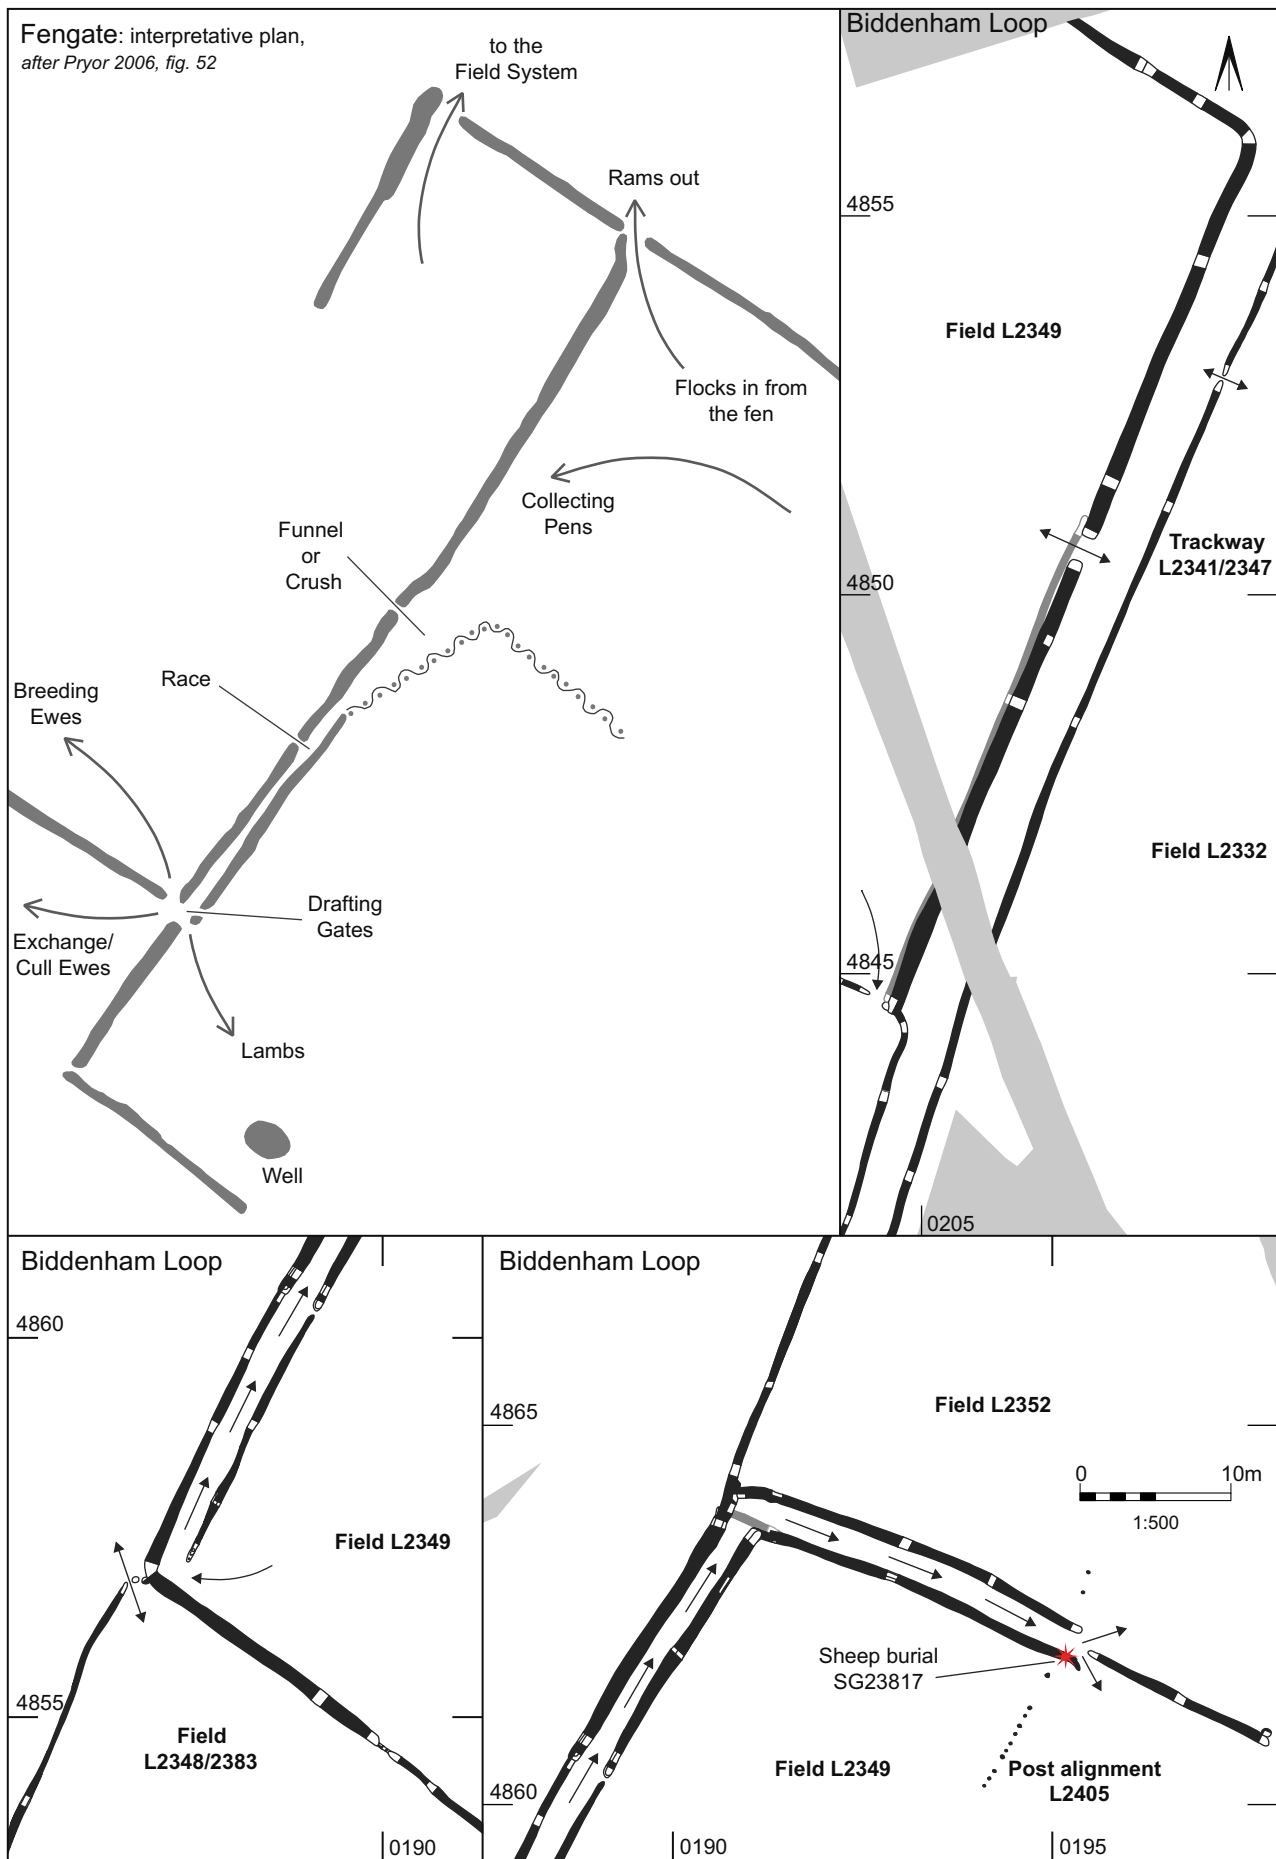 Fengate: interpretative plan,
after Pryor 2006, fig. 52
to the
Field System
Rams out
Flocks in from
the fen
Collecting
Pens
Funnel
or
Crush
Race
Breeding
Ewes
Drafting
Gates
Exchange/
Cull Ewes
Lambs
Well
Biddenham Loop
4855
Field L2349
Trackway
L2341/2347
4850
Field L2332
4845
0205
Biddenham Loop
4860
Field L2349
4855
Field
L2348/2383
0190
Biddenham Loop
4865
Field L2352
0 10m
1:500
Sheep burial
SG23817
Field L2349
Post alignment
L2405
4860
0190
0195